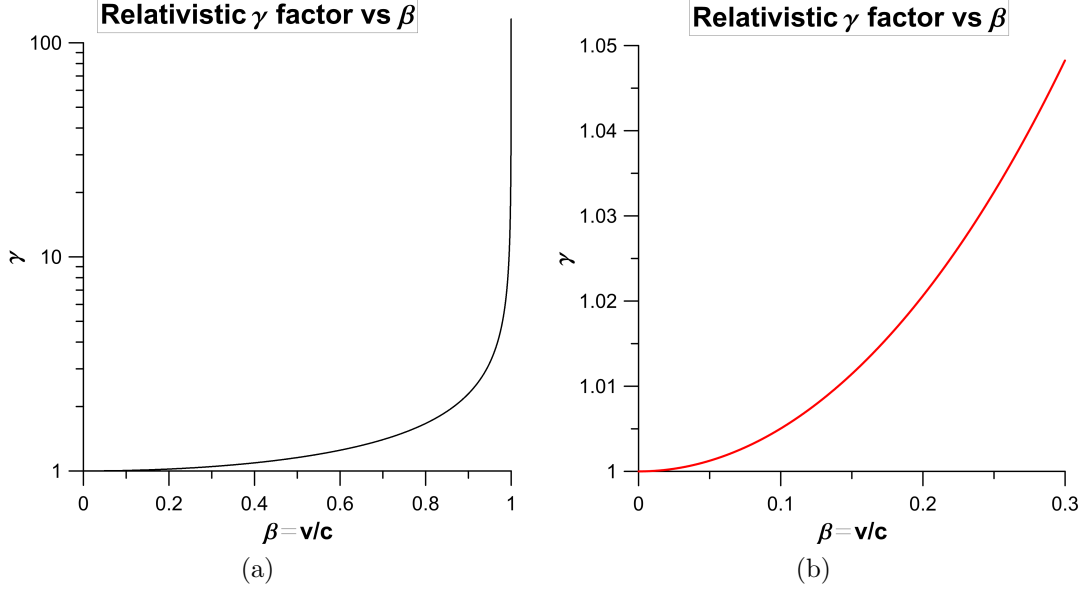 Relativistic γ factor vs β
100
10
1
γ
0
0.2
0.4
0.6
0.8
1
β = v/c
(a)
Relativistic γ factor vs β
1.05
1.04
1.03
1.02
1.01
1
γ
0
0.1
0.2
0.3
β = v/c
(b)